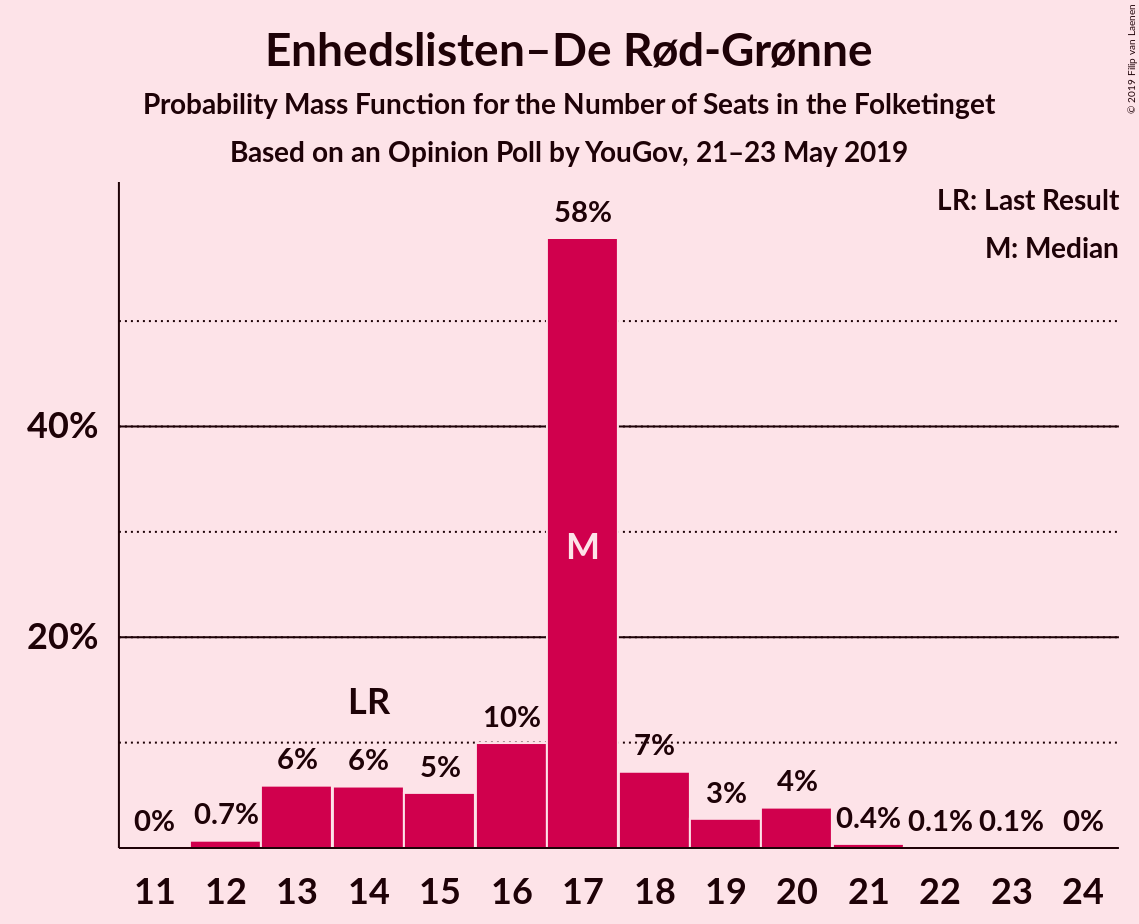 Enhedslisten–De Rød-Grønne
Probability Mass Function for the Number of Seats in the Folketinget
Based on an Opinion Poll by YouGov, 21–23 May 2019
© 2019 Filip van Laenen
LR: Last Result
M: Median
58%
40%
M
20%
LR
0% 0.7% 6% 6% 5% 10% 7% 3% 4% 0.4% 0.1% 0.1% 0%
11 12 13 14 15 16 17 18 19 20 21 22 23 24